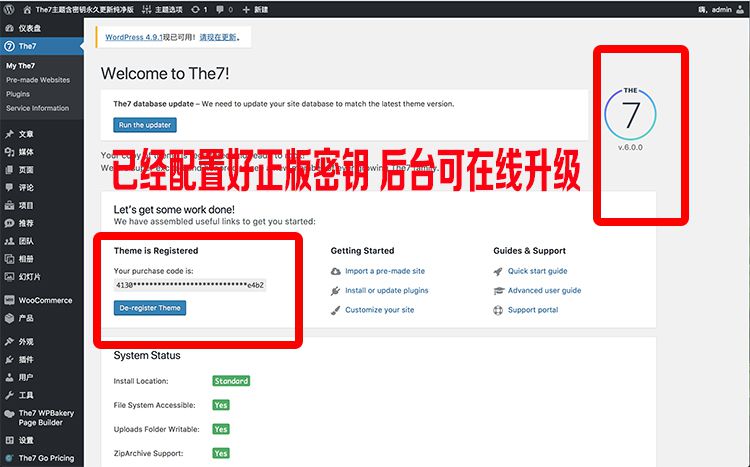 The7主题含密钥永久更新纯净版 主题选项 1 0 新建 嗨，admin
仪表盘
The7
My The7
Pre-made Websites
Plugins
Service Information
文章
媒体
页面
评论
项目
推荐
团队
相册
幻灯片
WooCommerce
产品
外观
插件
用户
工具
The7 WPBakery
Page Builder
设置
The7 Go Pricing
WordPress 4.9.1现已可用！请现在更新。
Welcome to The7!
The7 database update – We need to update your site database to match the latest theme version.
Run the updater
已经配置好正版密钥 后台可在线升级
THE
7
v.6.0.0
Let's get some work done!
We have assembled useful links to get you started:
Theme is Registered
Your purchase code is:
4130****************************e4b2
De-register Theme
Getting Started
Import a pre-made site
Install or update plugins
Customize your site
Guides & Support
Quick start guide
Advanced user guide
Support portal
System Status
Install Location: Standard
File System Accessible: Yes
Uploads Folder Writable: Yes
ZipArchive Support: Yes